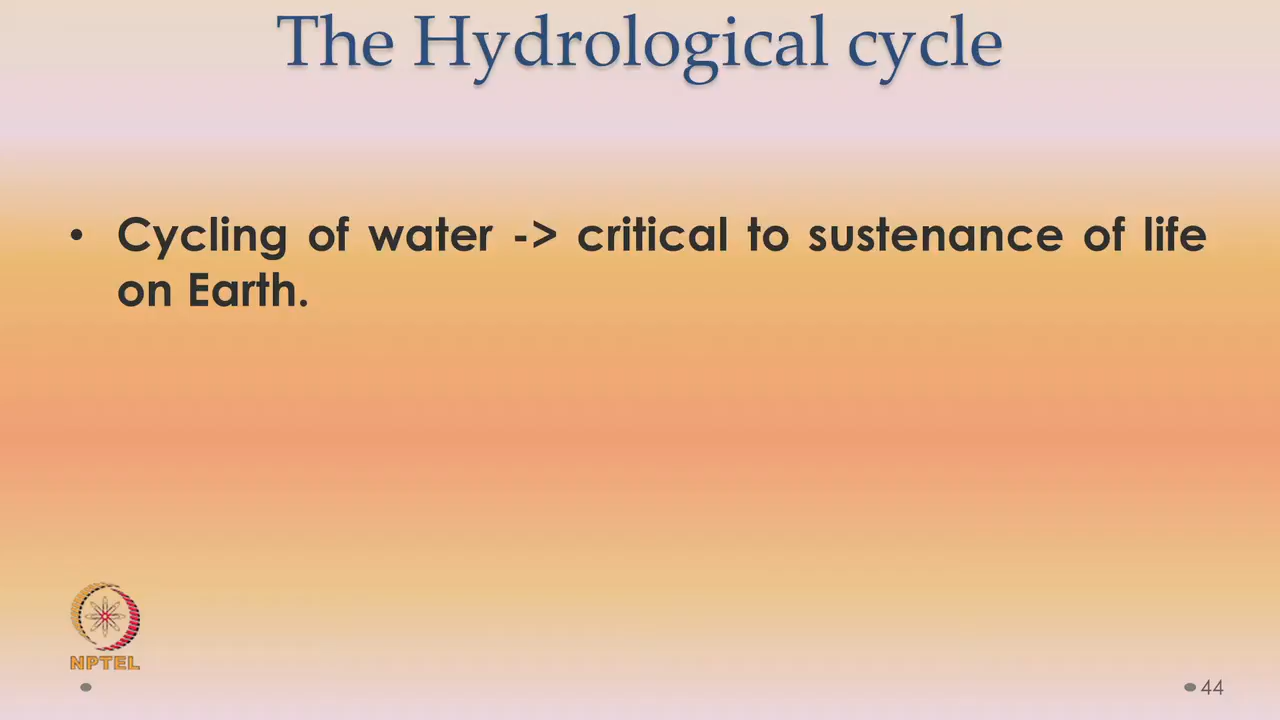 The Hydrological cycle
• Cycling of water -> critical to sustenance of life
on Earth.
NPTEL
44